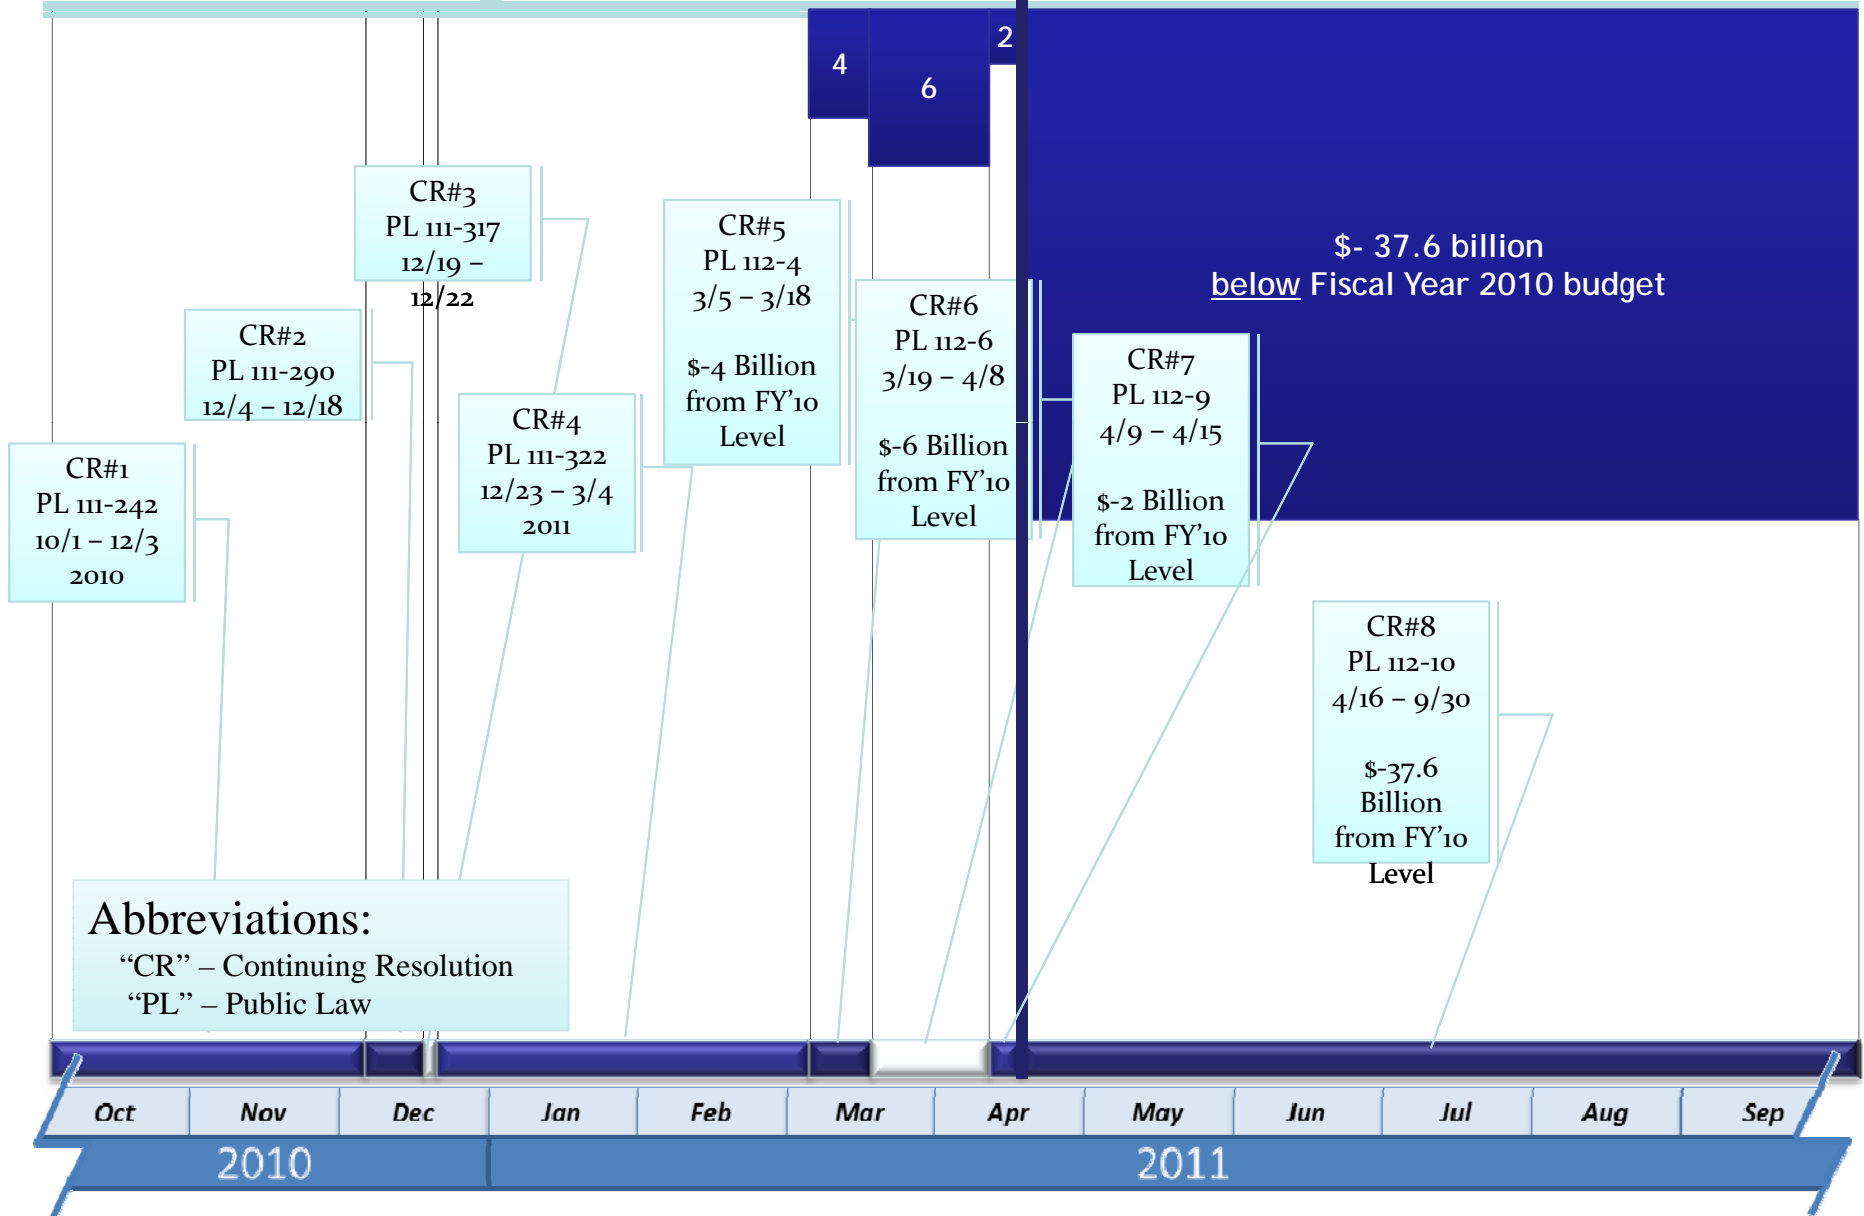 4
6
2
$- 37.6 billion
below Fiscal Year 2010 budget
CR#3
PL 111-317
12/19 –
12/22
CR#5
PL 112-4
3/5 – 3/18
$-4 Billion
from FY’10
Level
CR#6
PL 112-6
3/19 – 4/8
$-6 Billion
from FY’10
Level
CR#2
PL 111-290
12/4 – 12/18
CR#7
PL 112-9
4/9 – 4/15
$-2 Billion
from FY’10
Level
CR#4
PL 111-322
12/23 – 3/4
2011
CR#1
PL 111-242
10/1 – 12/3
2010
CR#8
PL 112-10
4/16 – 9/30
$-37.6
Billion
from FY’10
Level
Abbreviations:
“CR” – Continuing Resolution
“PL” – Public Law
Oct Nov Dec Jan Feb Mar Apr May Jun Jul Aug Sep
2010 2011